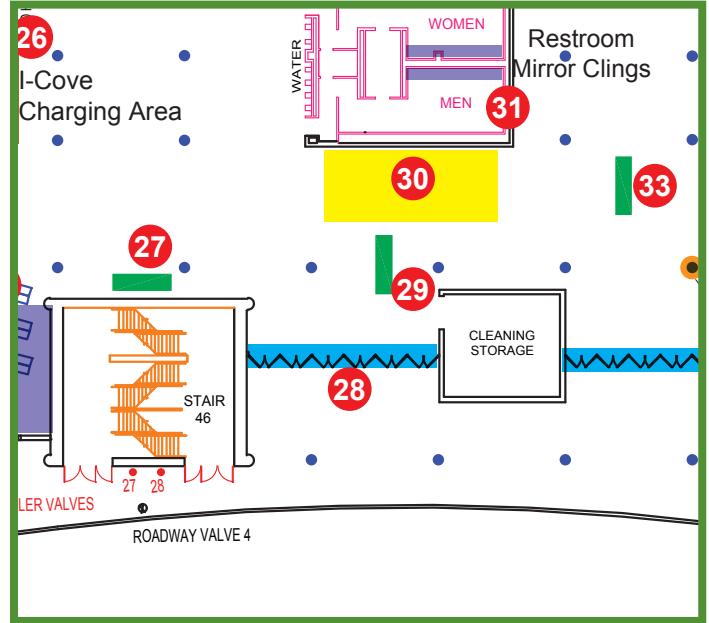 26
I-Cove
Charging Area
WATER
WOMEN
MEN
Restroom
Mirror Clings
31
30
33
27
29
28
CLEANING
STORAGE
STAIR
46
27 28
LER VALVES
ROADWAY VALVE 4